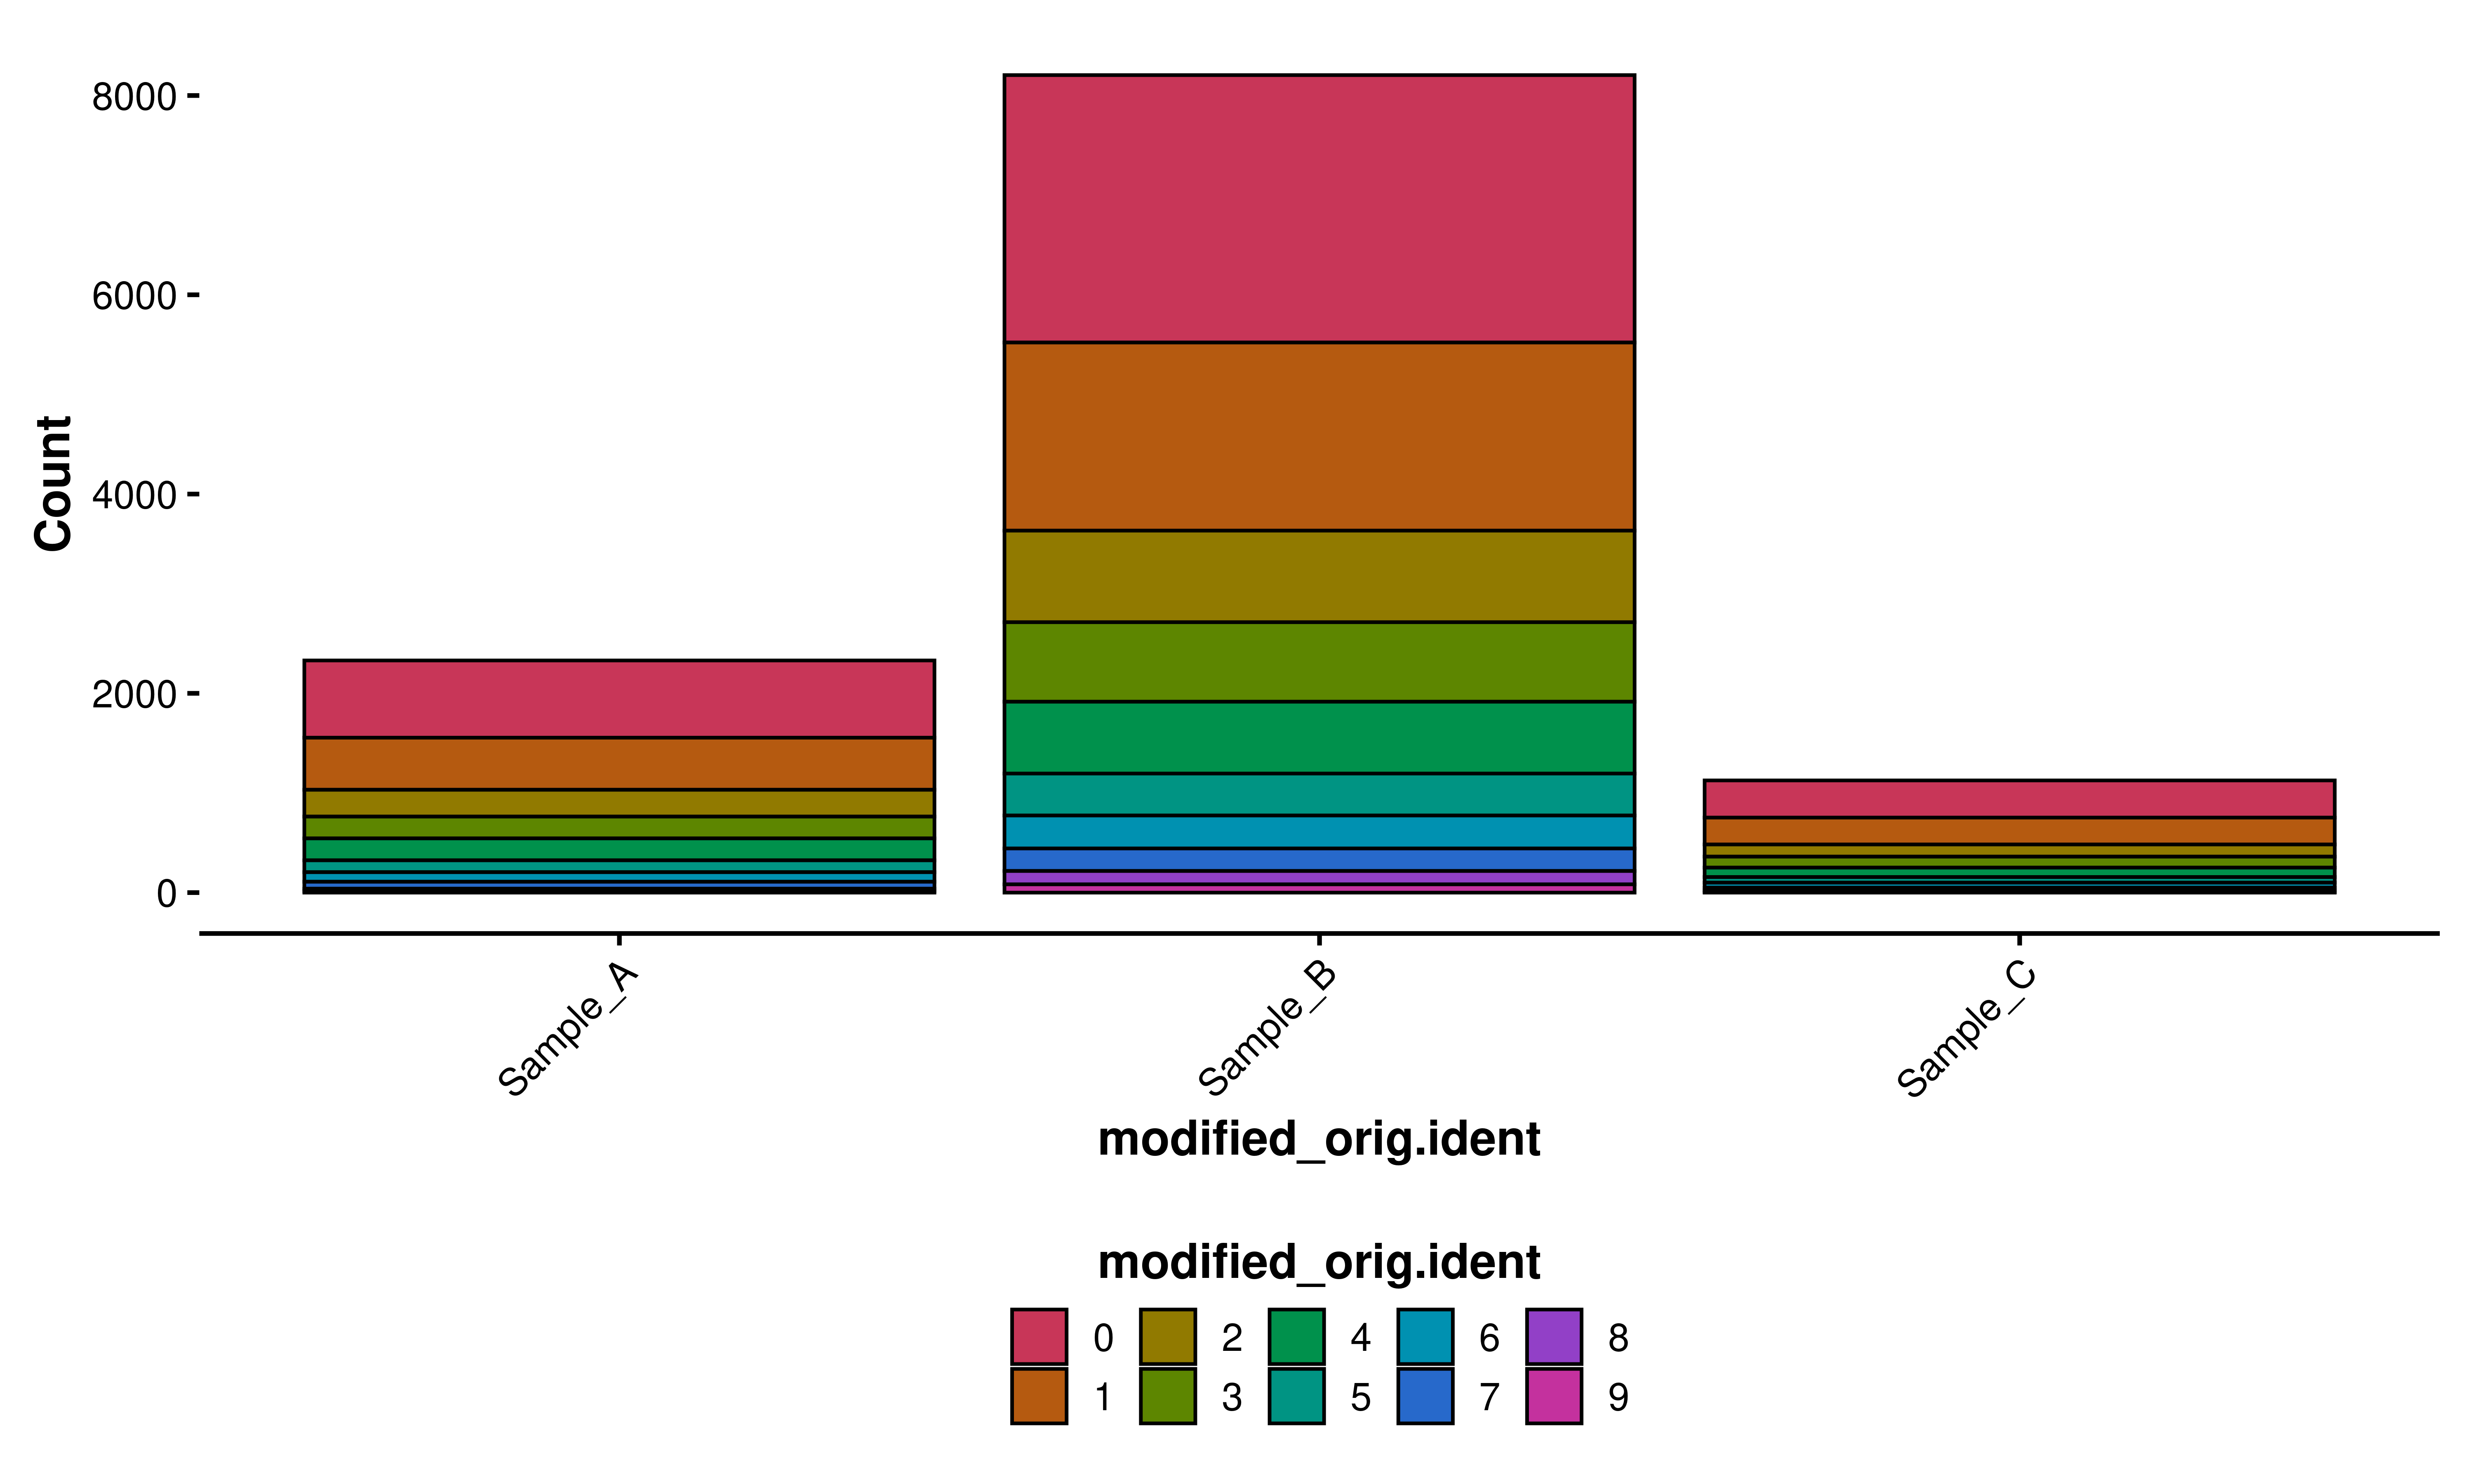 8000
6000
4000
2000
0
Count
Sample_A
Sample_B
Sample_C
modified_orig.ident
modified_orig.ident
0 2 4 6 8
1 3 5 7 9